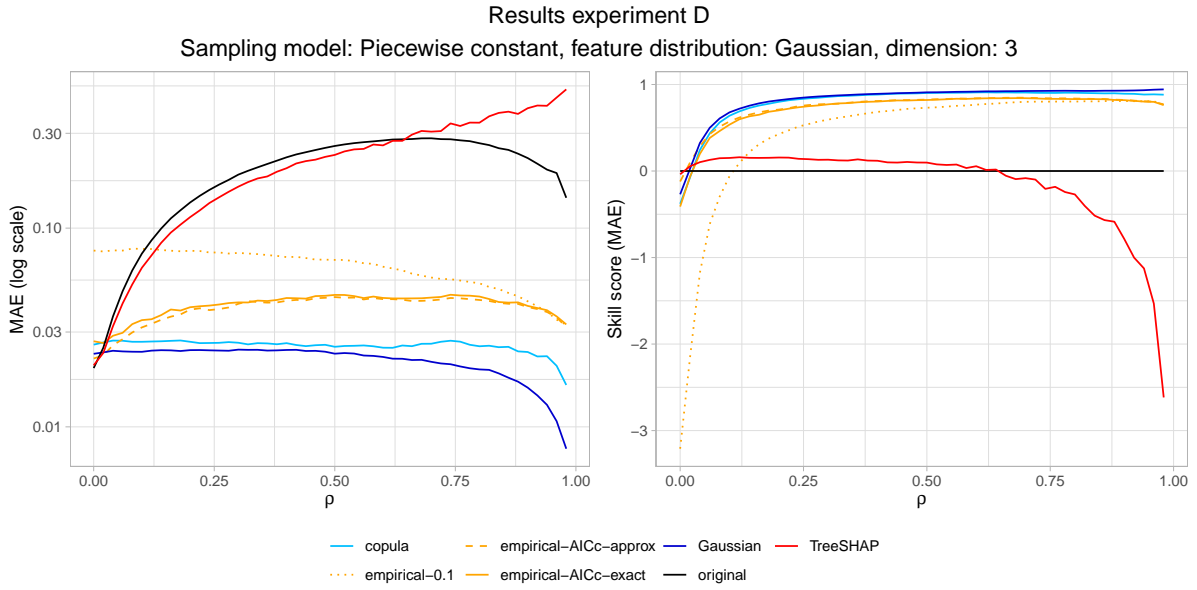 Results experiment D
Sampling model: Piecewise constant, feature distribution: Gaussian, dimension: 3
MAE (log scale)
0.30
0.10
0.03
0.01
0.00
0.25
0.50
0.75
1.00
ρ
Skill score (MAE)
1
0
−1
−2
−3
0.00
0.25
0.50
0.75
1.00
ρ
copula
empirical−AICc−approx
Gaussian
TreeSHAP
empirical−0.1
empirical−AICc−exact
original